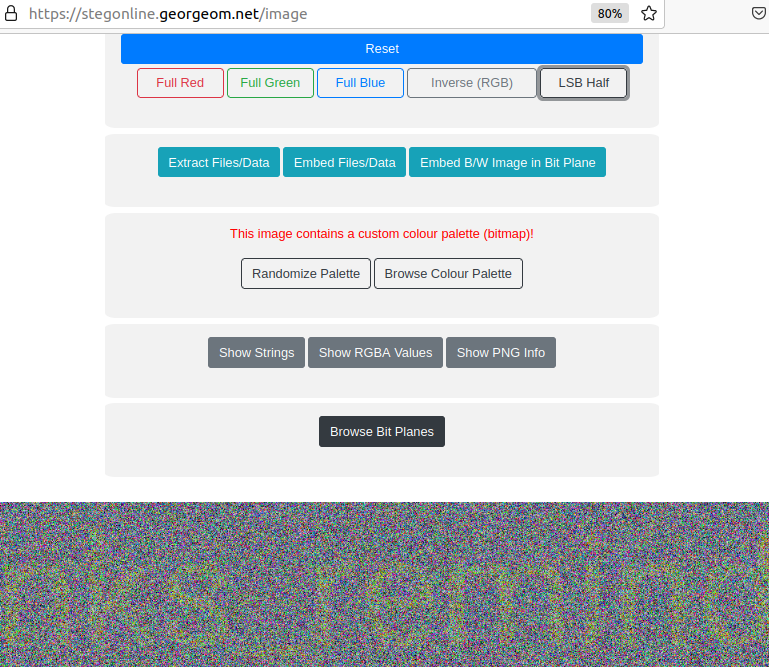 https://stegonline.georgeom.net/image 80%
Reset
Full Red Full Green Full Blue Inverse (RGB) LSB Half
Extract Files/Data Embed Files/Data Embed B/W Image in Bit Plane
This image contains a custom colour palette (bitmap)!
Randomize Palette Browse Colour Palette
Show Strings Show RGBA Values Show PNG Info
Browse Bit Planes